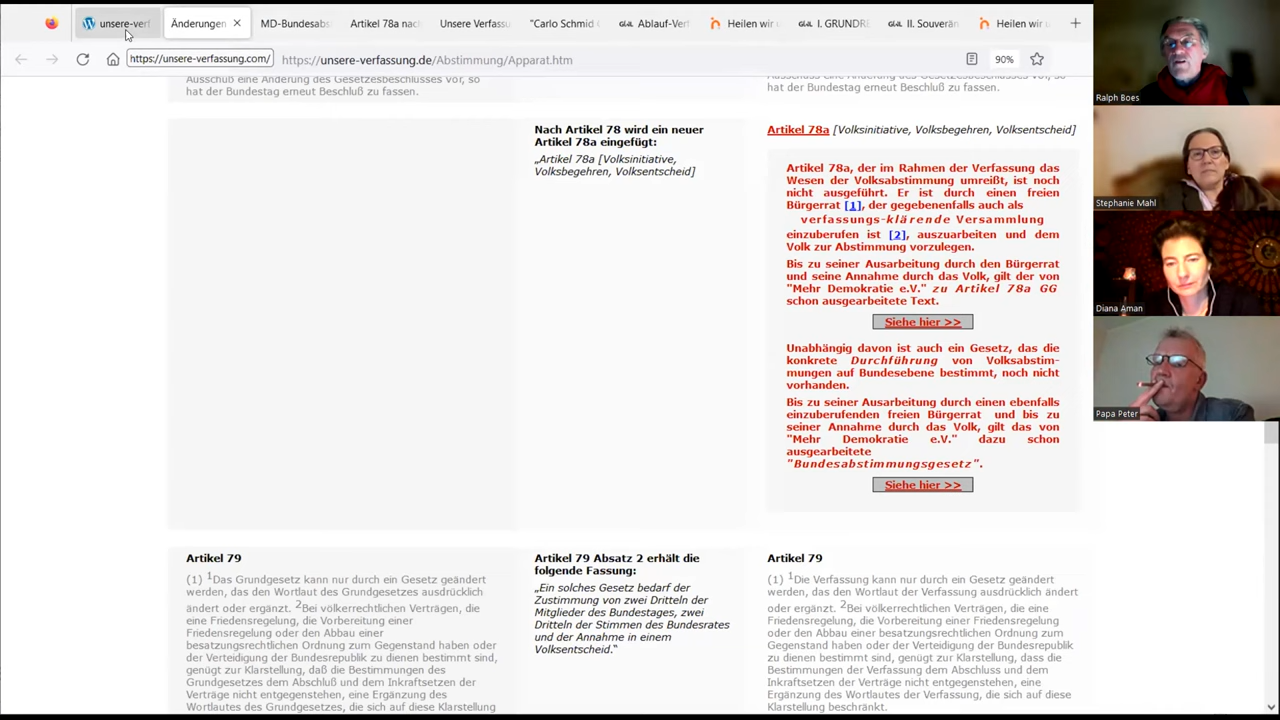 unsere-verf
Änderungen
MD-Bundesabs
Artikel 78a nac
Unsere Verfassu
"Carlo Schmid
Ablauf-Ver
Heilen wir
I. GRUNDRE
II. Souverän
Heilen wir u
https://unsere-verfassung.com/
https://unsere-verfassung.de/Abstimmung/Apparat.htm
90%
Ausschuß eine Änderung des Gesetzesbeschlusses vor, so
hat der Bundestag erneut Beschluß zu fassen.
Ausschuss eine Änderung des Gesetzesbeschlusses vor, so
hat der Bundestag erneut Beschluss zu fassen.
Nach Artikel 78 wird ein neuer
Artikel 78a eingefügt:
„Artikel 78a [Volksinitiative,
Volksbegehren, Volksentscheid]
Artikel 78a [Volksinitiative, Volksbegehren, Volksentscheid]
Artikel 78a, der im Rahmen der Verfassung das
Wesen der Volksabstimmung umreißt, ist noch
nicht ausgeführt. Er ist durch einen freien
Bürgerrat [1], der gegebenenfalls auch als
verfassungs-klärende Versammlung
einzuberufen ist [2], auszuarbeiten und dem
Volk zur Abstimmung vorzulegen.
Bis zu seiner Ausarbeitung durch den Bürgerrat
und seine Annahme durch das Volk, gilt der von
"Mehr Demokratie e.V." zu Artikel 78a GG
schon ausgearbeitete Text.
Siehe hier >>
Unabhängig davon ist auch ein Gesetz, das die
konkrete Durchführung von Volksabstim-
mungen auf Bundesebene bestimmt, noch nicht
vorhanden.
Bis zu seiner Ausarbeitung durch einen ebenfalls
einzuberufenden freien Bürgerrat und bis zu
seiner Annahme durch das Volk, gilt das von
"Mehr Demokratie e.V." dazu schon
ausgearbeitete
"Bundesabstimmungsgesetz".
Siehe hier >>
Artikel 79
(1) 1Das Grundgesetz kann nur durch ein Gesetz geändert
werden, das den Wortlaut des Grundgesetzes ausdrücklich
ändert oder ergänzt. 2Bei völkerrechtlichen Verträgen, die
eine Friedensregelung, die Vorbereitung einer
Friedensregelung oder den Abbau einer
besatzungsrechtlichen Ordnung zum Gegenstand haben oder
der Verteidigung der Bundesrepublik zu dienen bestimmt sind,
genügt zur Klarstellung, daß die Bestimmungen des
Grundgesetzes dem Abschluß und dem Inkraftsetzen der
Verträge nicht entgegenstehen, eine Ergänzung des
Wortlautes des Grundgesetzes, die sich auf diese Klarstellung
Artikel 79 Absatz 2 erhält die
folgende Fassung:
„Ein solches Gesetz bedarf der
Zustimmung von zwei Dritteln der
Mitglieder des Bundestages, zwei
Dritteln der Stimmen des Bundesrates
und der Annahme in einem
Volksentscheid.“
Artikel 79
(1) 1Die Verfassung kann nur durch ein Gesetz geändert
werden, das den Wortlaut der Verfassung ausdrücklich ändert
oder ergänzt. 2Bei völkerrechtlichen Verträgen, die eine
Friedensregelung, die Vorbereitung einer
Friedensregelung oder den Abbau einer
besatzungsrechtlichen Ordnung zum
Gegenstand haben oder der Verteidigung der Bundesrepublik
zu dienen bestimmt sind, genügt zur Klarstellung, dass die
Bestimmungen der Verfassung dem Abschluss und dem
Inkraftsetzen der Verträge nicht entgegenstehen, eine
Ergänzung des Wortlautes der Verfassung, die sich auf diese
Klarstellung beschränkt.
Ralph Boes
Stephanie Mahl
Diana Aman
Papa Peter